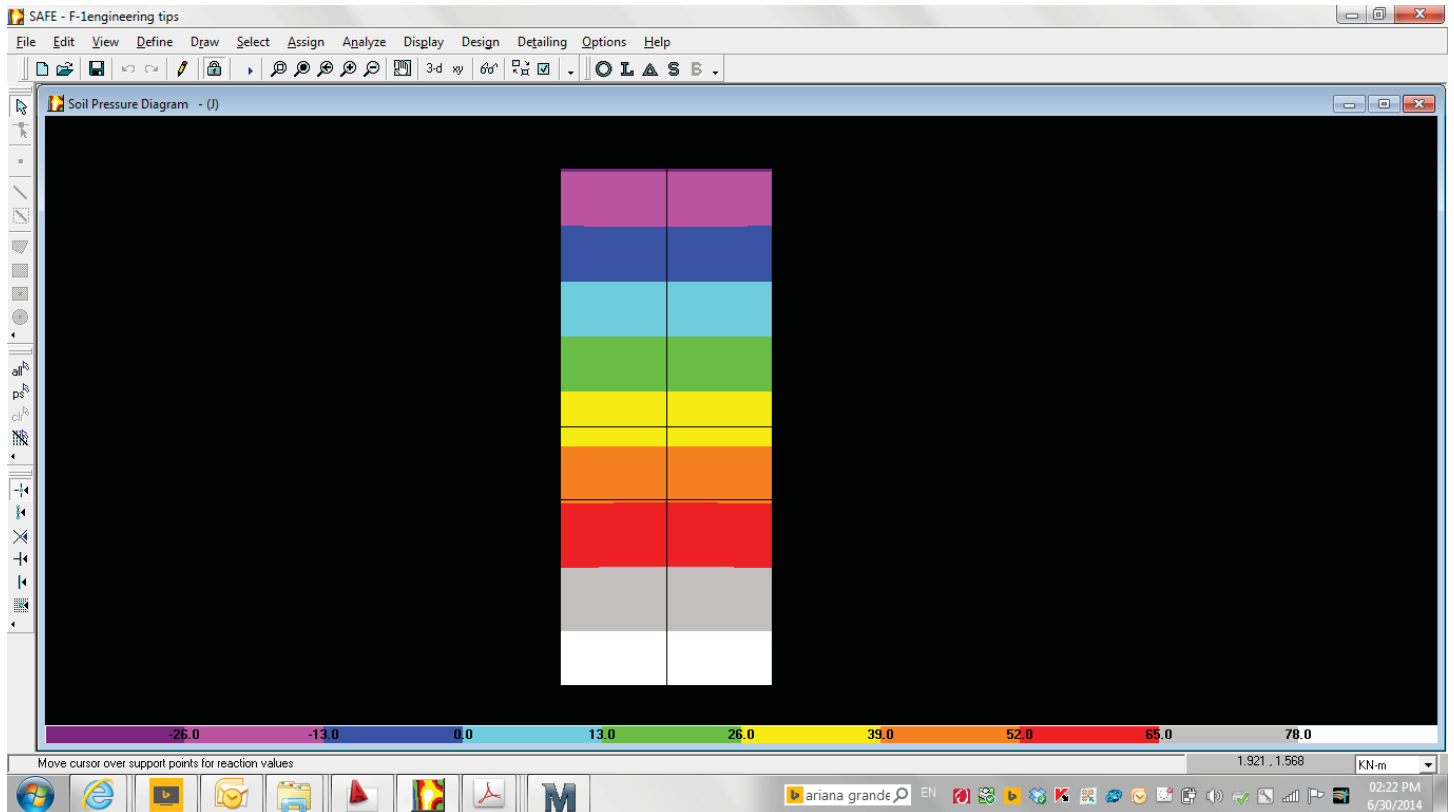 SAFE - F-1engineering tips
File Edit View Define Draw Select Assign Analyze Display Design Detailing Options Help
3-d xy
O L A S B
Soil Pressure Diagram - (J)
all
ps
clr
-26.0 -13.0 0.0 13.0 26.0 39.0 52.0 65.0 78.0
Move cursor over support points for reaction values
1.921 , 1.568
KN-m
M
ariana grande
EN
02:22 PM
6/30/2014